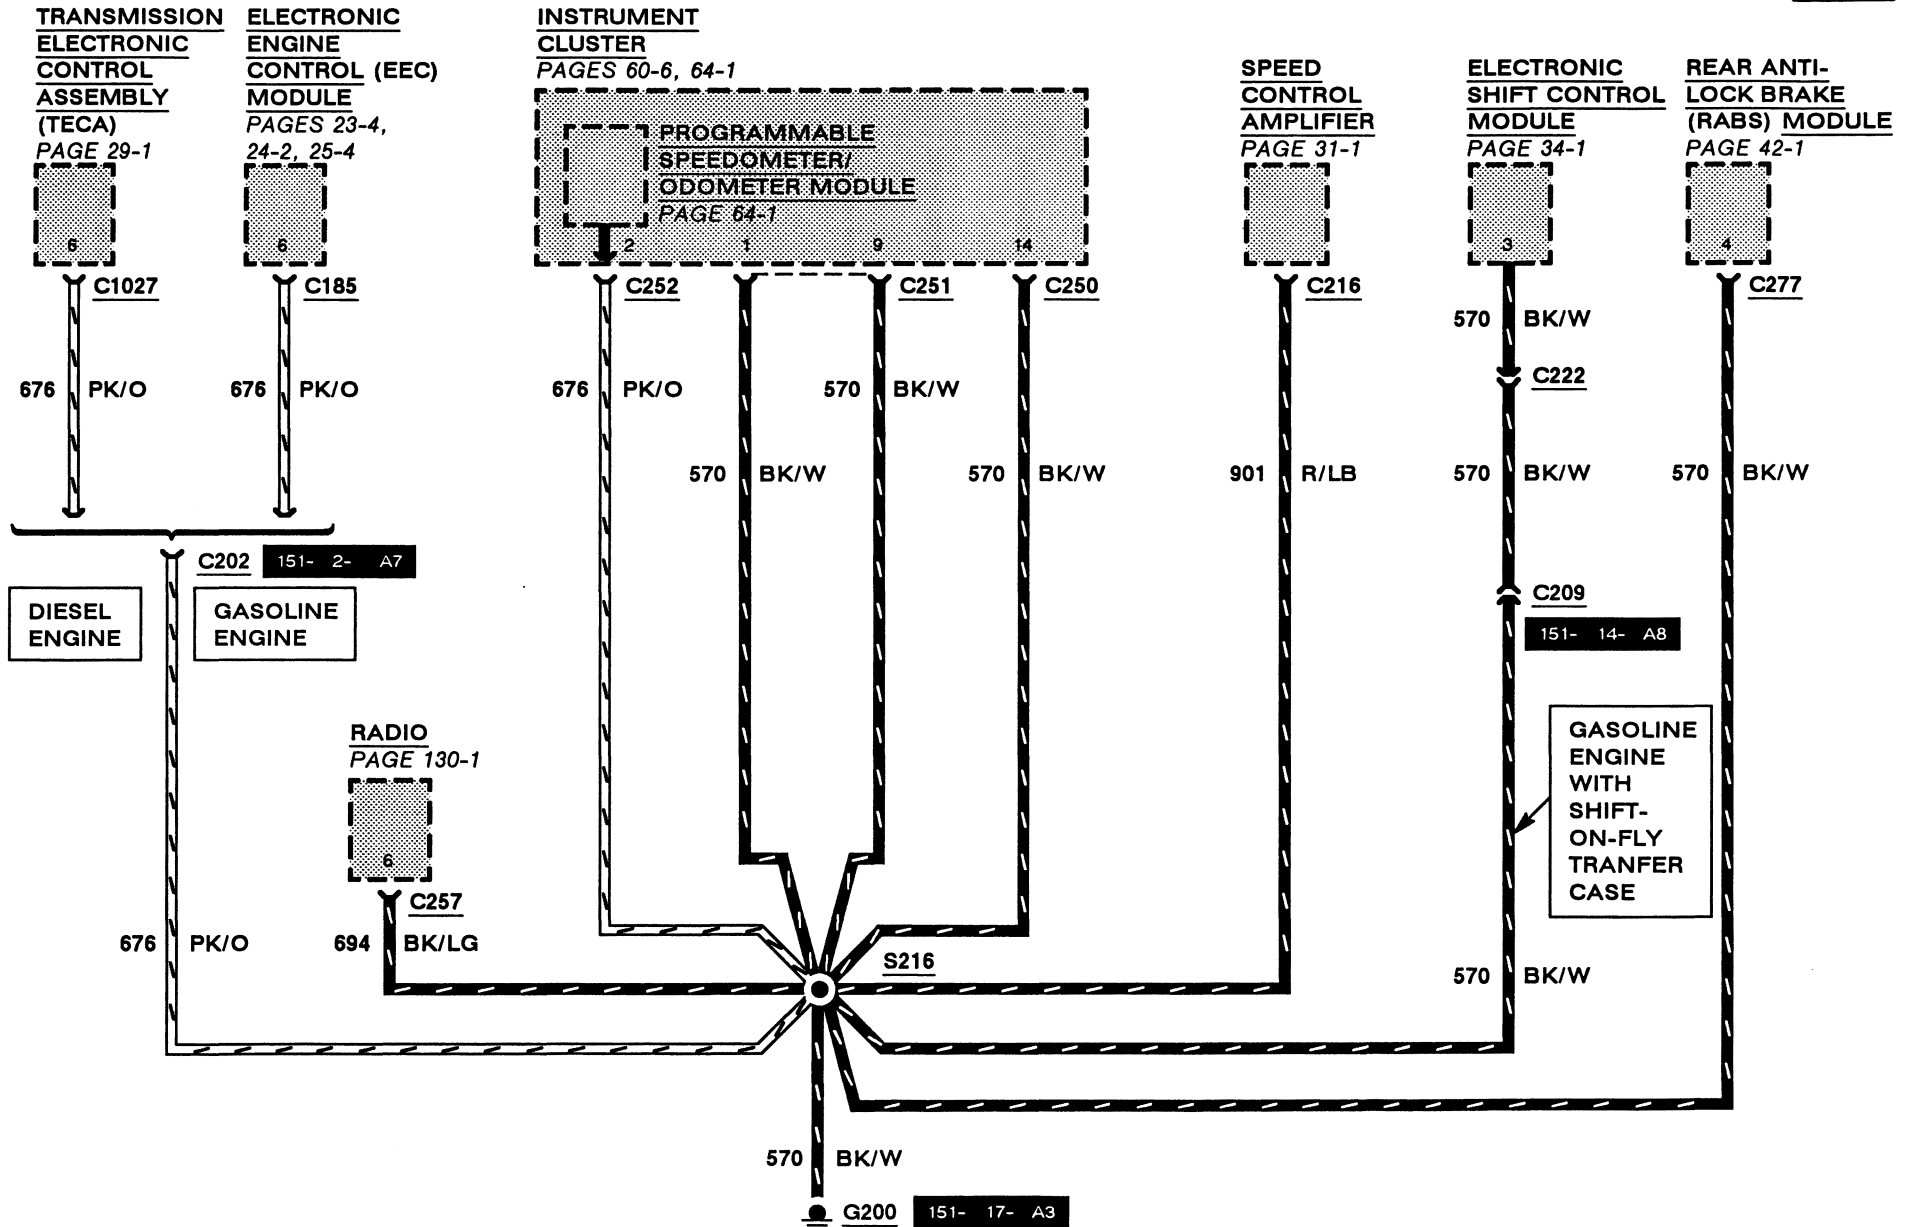 TRANSMISSION
ELECTRONIC
CONTROL
ASSEMBLY
(TECA)
PAGE 29-1
6
C1027
676 PK/O
ELECTRONIC
ENGINE
CONTROL (EEC)
MODULE
PAGES 23-4,
24-2, 25-4
6
C185
676 PK/O
INSTRUMENT
CLUSTER
PAGES 60-6, 64-1
PROGRAMMABLE
SPEEDOMETER/
ODOMETER MODULE
PAGE 64-1
2 1 9 14
C252
C251
C250
676 PK/O
570 BK/W
570 BK/W
570 BK/W
SPEED
CONTROL
AMPLIFIER
PAGE 31-1
C216
901 R/LB
ELECTRONIC
SHIFT CONTROL
MODULE
PAGE 34-1
3
570 BK/W
C222
570 BK/W
C209
151- 14- A8
REAR ANTI-
LOCK BRAKE
(RABS) MODULE
PAGE 42-1
4
C277
570 BK/W
C202 151- 2- A7
DIESEL
ENGINE
GASOLINE
ENGINE
RADIO
PAGE 130-1
6
C257
676 PK/O
694 BK/LG
GASOLINE
ENGINE
WITH
SHIFT-
ON-FLY
TRANFER
CASE
S216
570 BK/W
570 BK/W
G200 151- 17- A3